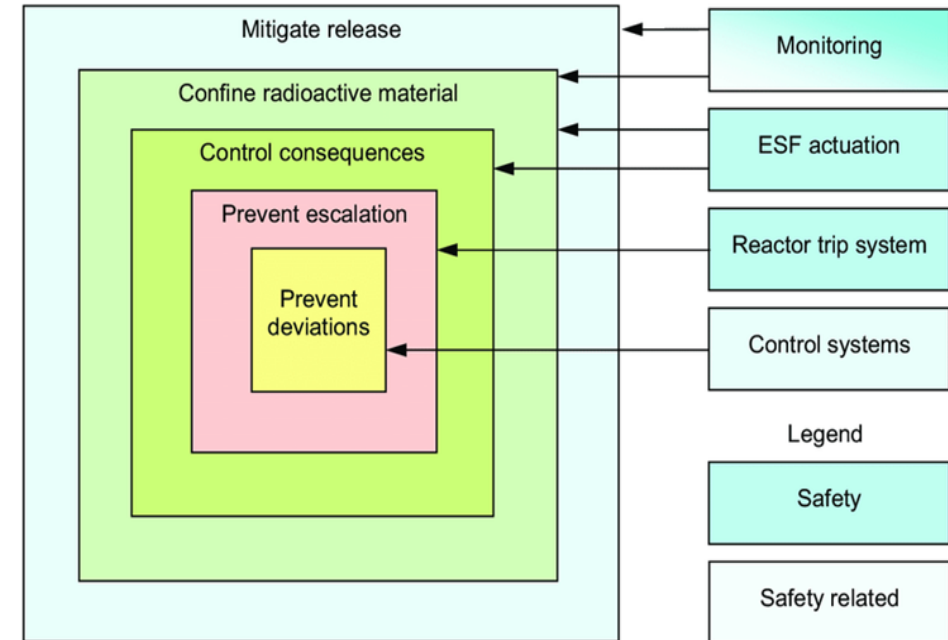 Mitigate release
Confine radioactive material
Control consequences
Prevent escalation
Prevent
deviations
Monitoring
ESF actuation
Reactor trip system
Control systems
Legend
Safety
Safety related